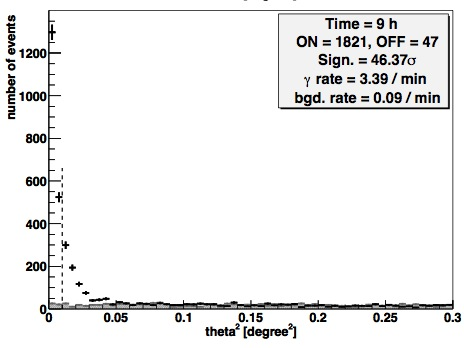 Time = 9 h
ON = 1821, OFF = 47
Sign. = 46.37σ
γ rate = 3.39 / min
bgd. rate = 0.09 / min
number of events
1200
1000
800
600
400
200
0
0 0.05 0.1 0.15 0.2 0.25 0.3
theta² [degree²]